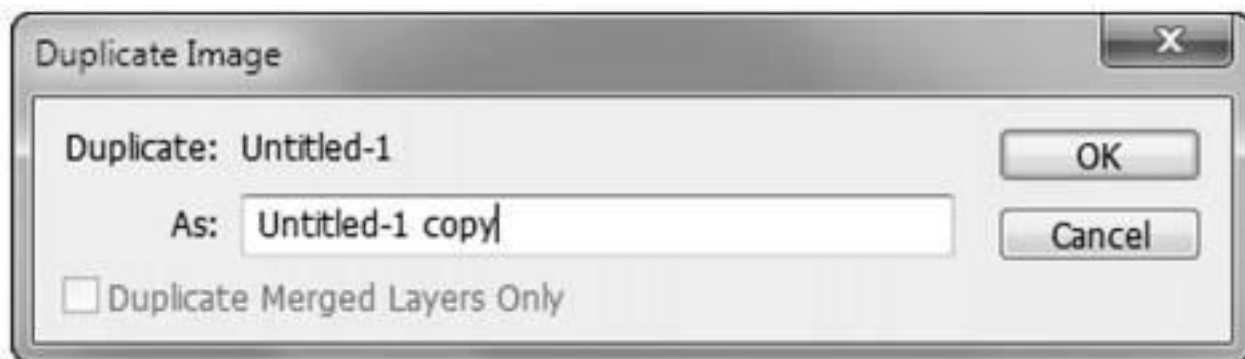 Duplicate Image
Duplicate: Untitled-1
OK
As: Untitled-1 copy
Cancel
Duplicate Merged Layers Only